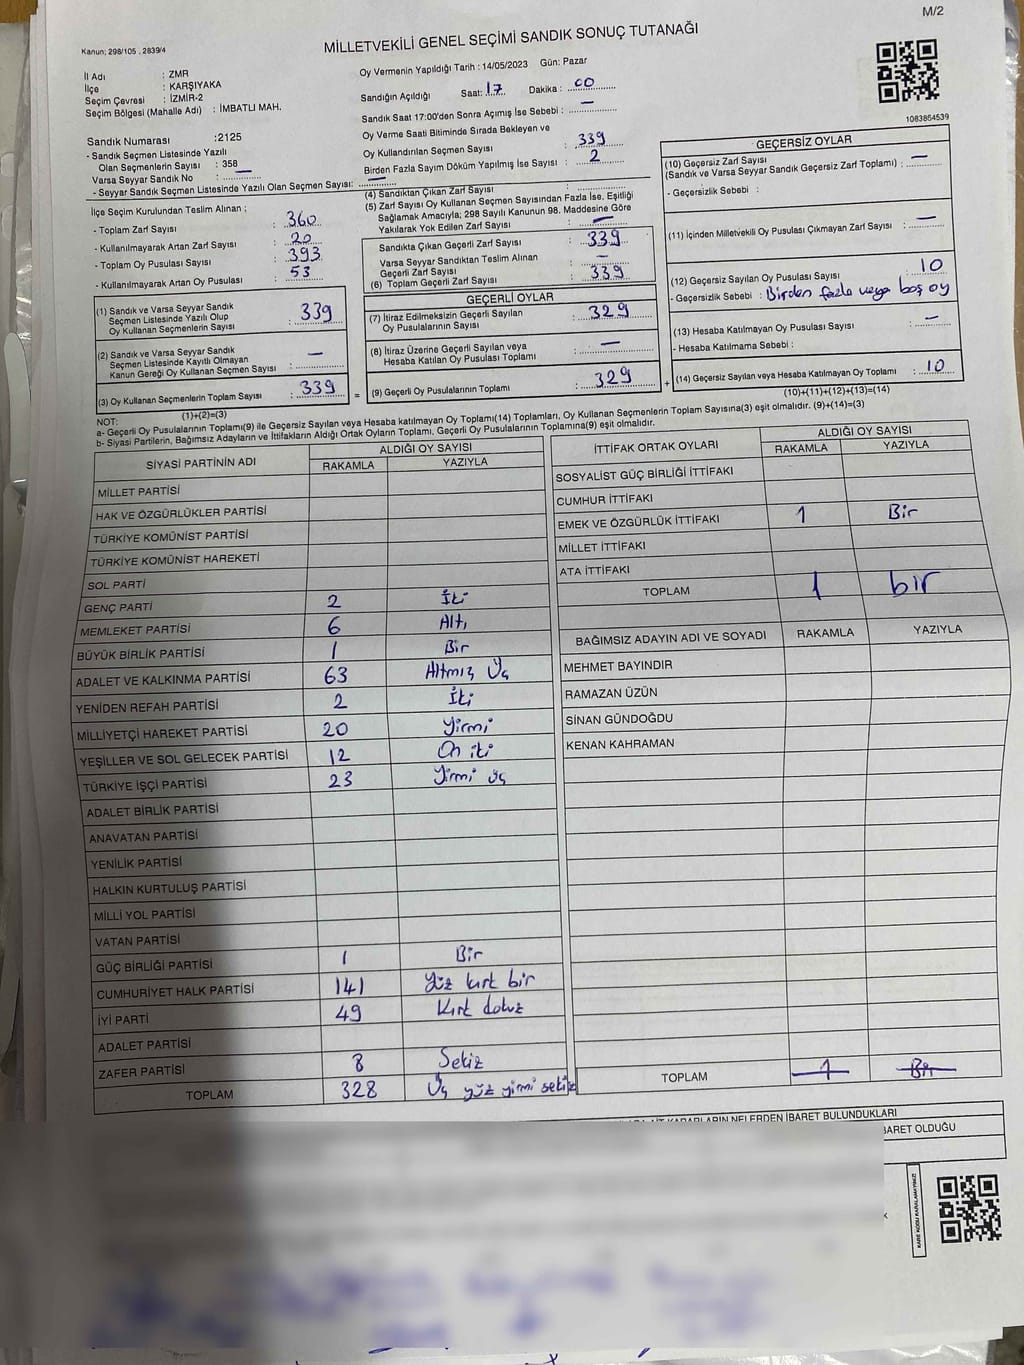 M/2
Kanun; 298/105 , 2839/4
MİLLETVEKİLİ GENEL SEÇİMİ SANDIK SONUÇ TUTANAĞI
İl Adı : ZMR
İlçe : KARŞIYAKA
Seçim Çevresi : İZMİR-2
Seçim Bölgesi (Mahalle Adı) : İMBATLI MAH.
Oy Vermenin Yapıldığı Tarih : 14/05/2023 Gün: Pazar
Sandığın Açıldığı Saat: 17 Dakika : 00
Sandık Saat 17:00'den Sonra Açımış İse Sebebi : —
Oy Verme Saati Bitiminde Sırada Bekleyen ve
Oy Kullandırılan Seçmen Sayısı : 339
Birden Fazla Sayım Döküm Yapılmış İse Sayısı : 2
1083864539
Sandık Numarası :2125
- Sandık Seçmen Listesinde Yazılı
Olan Seçmenlerin Sayısı : 358
Varsa Seyyar Sandık No : —
- Seyyar Sandık Seçmen Listesinde Yazılı Olan Seçmen Sayısı: —
İlçe Seçim Kurulundan Teslim Alınan ;
- Toplam Zarf Sayısı : 360
- Kullanılmayarak Artan Zarf Sayısı : 20
- Toplam Oy Pusulası Sayısı : 393
- Kullanılmayarak Artan Oy Pusulası : 53
(1) Sandık ve Varsa Seyyar Sandık
Seçmen Listesinde Yazılı Olup
Oy Kullanan Seçmenlerin Sayısı : 339
(2) Sandık ve Varsa Seyyar Sandık
Seçmen Listesinde Kayıtlı Olmayan
Kanun Gereği Oy Kullanan Seçmen Sayısı : —
(3) Oy Kullanan Seçmenlerin Toplam Sayısı : 339
(1)+(2)=(3)
(4) Sandıktan Çıkan Zarf Sayısı :
(5) Zarf Sayısı Oy Kullanan Seçmen Sayısından Fazla İse, Eşitliği
Sağlamak Amacıyla; 298 Sayılı Kanunun 98. Maddesine Göre
Yakılarak Yok Edilen Zarf Sayısı : —
Sandıkta Çıkan Geçerli Zarf Sayısı : 339
Varsa Seyyar Sandıktan Teslim Alınan
Geçerli Zarf Sayısı : —
(6) Toplam Geçerli Zarf Sayısı : 339
GEÇERLİ OYLAR
(7) İtiraz Edilmeksizin Geçerli Sayılan
Oy Pusulalarının Sayısı : 329
(8) İtiraz Üzerine Geçerli Sayılan veya
Hesaba Katılan Oy Pusulası Toplamı : —
= (9) Geçerli Oy Pusulalarının Toplamı : 329 +
GEÇERSİZ OYLAR
(10) Geçersiz Zarf Sayısı
(Sandık ve Varsa Seyyar Sandık Geçersiz Zarf Toplamı) : —
- Geçersizlik Sebebi :
(11) İçinden Milletvekili Oy Pusulası Çıkmayan Zarf Sayısı : —
(12) Geçersiz Sayılan Oy Pusulası Sayısı : 10
- Geçersizlik Sebebi : Birden fazla veya boş oy
(13) Hesaba Katılmayan Oy Pusulası Sayısı : —
- Hesaba Katılmama Sebebi :
(14) Geçersiz Sayılan veya Hesaba Katılmayan Oy Toplamı : 10
(10)+(11)+(12)+(13)=(14)
NOT:
a- Geçerli Oy Pusulalarının Toplamı(9) ile Geçersiz Sayılan veya Hesaba katılmayan Oy Toplamı(14) Toplamları, Oy Kullanan Seçmenlerin Toplam Sayısına(3) eşit olmalıdır. (9)+(14)=(3)
b- Siyasi Partilerin, Bağımsız Adayların ve İttifakların Aldığı Ortak Oyların Toplamı, Geçerli Oy Pusulalarının Toplamına(9) eşit olmalıdır.
SİYASİ PARTİNİN ADI ALDIĞI OY SAYISI
RAKAMLA YAZIYLA
MİLLET PARTİSİ
HAK VE ÖZGÜRLÜKLER PARTİSİ
TÜRKİYE KOMÜNİST PARTİSİ
TÜRKİYE KOMÜNİST HAREKETİ
SOL PARTİ
GENÇ PARTİ 2 İki
MEMLEKET PARTİSİ 6 Altı
BÜYÜK BİRLİK PARTİSİ 1 Bir
ADALET VE KALKINMA PARTİSİ 63 Altmış Üç
YENİDEN REFAH PARTİSİ 2 İki
MİLLİYETÇİ HAREKET PARTİSİ 20 Yirmi
YEŞİLLER VE SOL GELECEK PARTİSİ 12 On iki
TÜRKİYE İŞÇİ PARTİSİ 23 Yirmi üç
ADALET BİRLİK PARTİSİ
ANAVATAN PARTİSİ
YENİLİK PARTİSİ
HALKIN KURTULUŞ PARTİSİ
MİLLİ YOL PARTİSİ
VATAN PARTİSİ
GÜÇ BİRLİĞİ PARTİSİ 1 Bir
CUMHURİYET HALK PARTİSİ 141 Yüz kırk bir
İYİ PARTİ 49 Kırk dokuz
ADALET PARTİSİ
ZAFER PARTİSİ 8 Sekiz
TOPLAM 328 Üç yüz yirmi sekiz
İTTİFAK ORTAK OYLARI ALDIĞI OY SAYISI
RAKAMLA YAZIYLA
SOSYALİST GÜÇ BİRLİĞİ İTTİFAKI
CUMHUR İTTİFAKI
EMEK VE ÖZGÜRLÜK İTTİFAKI 1 Bir
MİLLET İTTİFAKI
ATA İTTİFAKI
TOPLAM 1 bir
BAĞIMSIZ ADAYIN ADI VE SOYADI RAKAMLA YAZIYLA
MEHMET BAYINDIR
RAMAZAN ÜZÜN
SİNAN GÜNDOĞDU
KENAN KAHRAMAN
TOPLAM 1 Bir
KARARLARIN NELERDEN İBARET BULUNDUKLARI
BARET OLDUĞU
KARE KODU KARALAMAYINIZ!